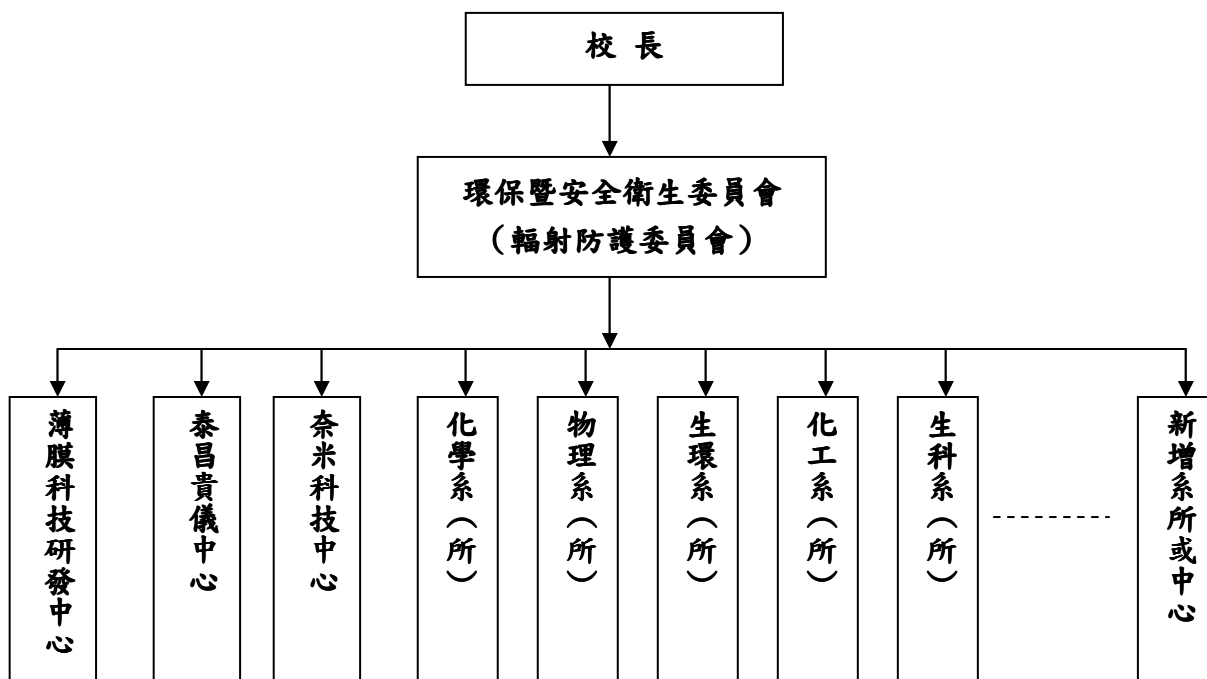 校 長
環保暨安全衛生委員會
（輻射防護委員會）
薄膜科技研發中心
泰昌貴儀中心
奈米科技中心
化學系（所）
物理系（所）
生環系（所）
化工系（所）
生科系（所）
新增系所或中心